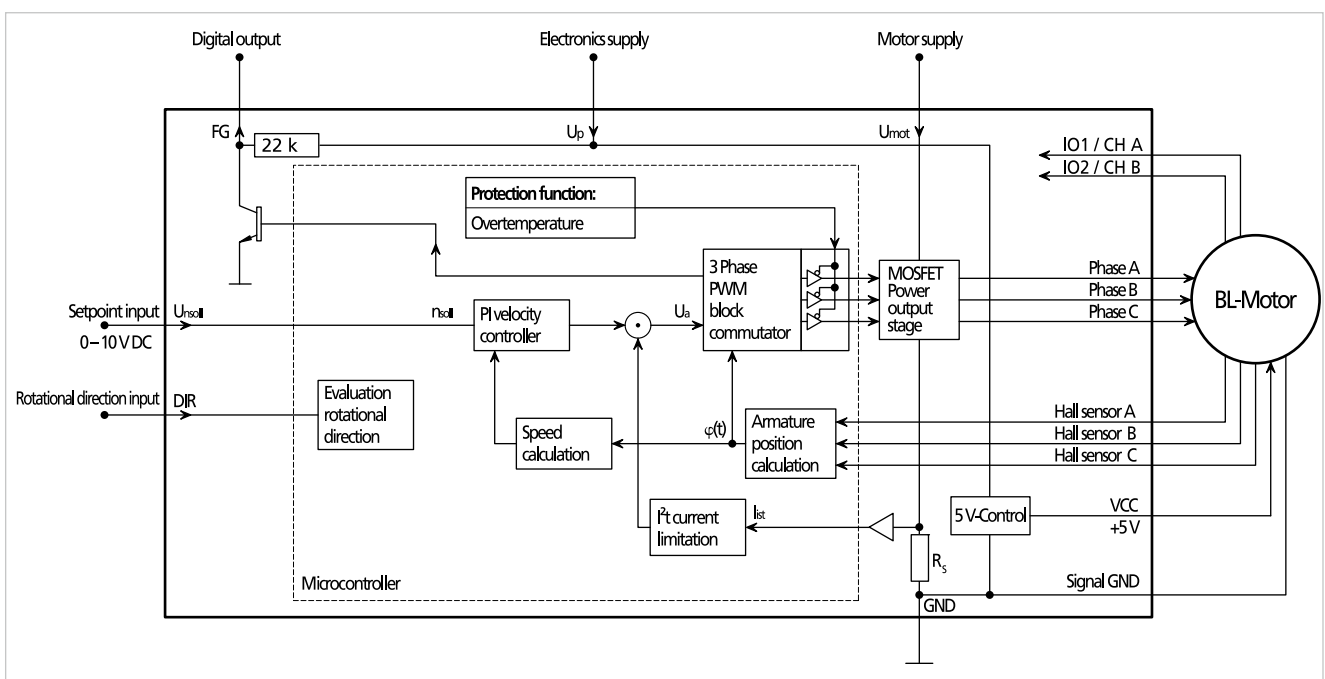 Digital output
Electronics supply
Motor supply
FG
22 k
Up
Umot
IO1 / CH A
IO2 / CH B
Protection function:
Overtemperature
3 Phase
PWM
block
commutator
MOSFET
Power
output
stage
Phase A
Phase B
Phase C
BL-Motor
Setpoint input
0–10 V DC
Unsoll
nsoll
PI velocity
controller
Ua
Rotational direction input
DIR
Evaluation
rotational
direction
Speed
calculation
φ(t)
Armature
position
calculation
Hall sensor A
Hall sensor B
Hall sensor C
I²t current
limitation
Iist
5 V-Control
VCC
+5 V
RS
Microcontroller
GND
Signal GND